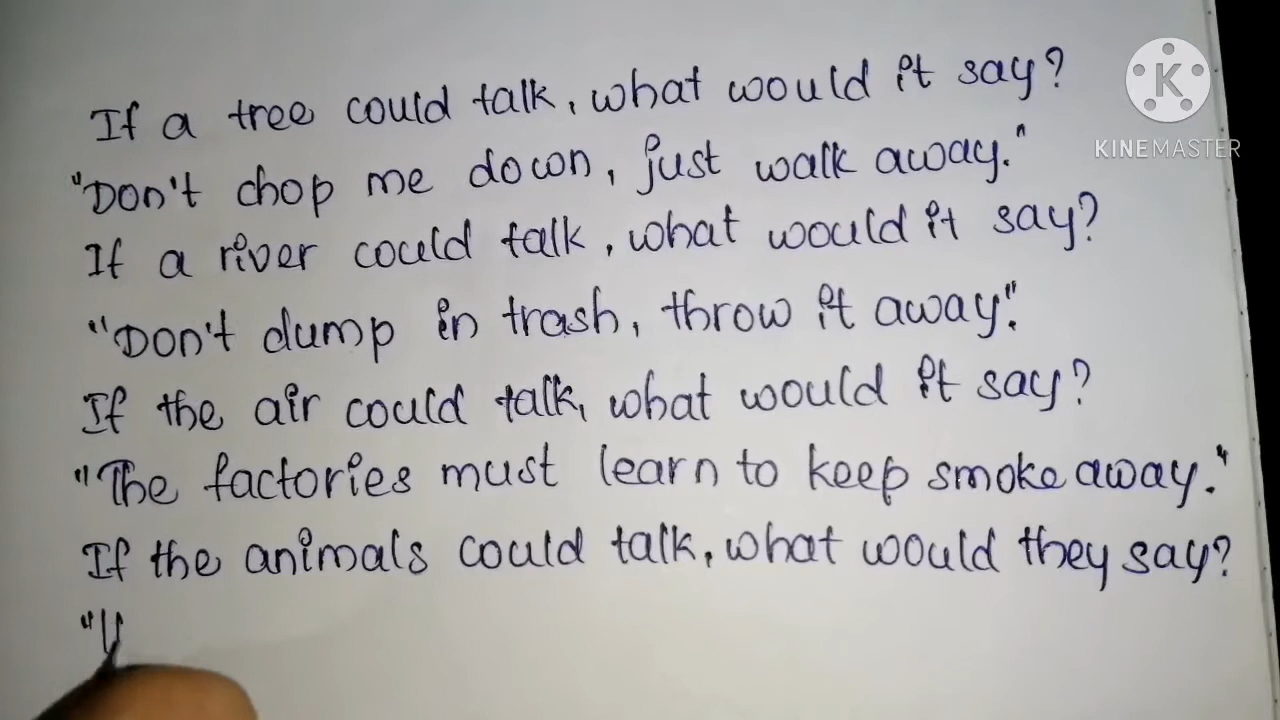 If a tree could talk, what would it say?
"Don't chop me down, just walk away."
If a river could talk, what would it say?
"Don't dump in trash, throw it away".
If the air could talk, what would it say?
"The factories must learn to keep smoke away."
If the animals could talk, what would they say?
K
KINEMASTER